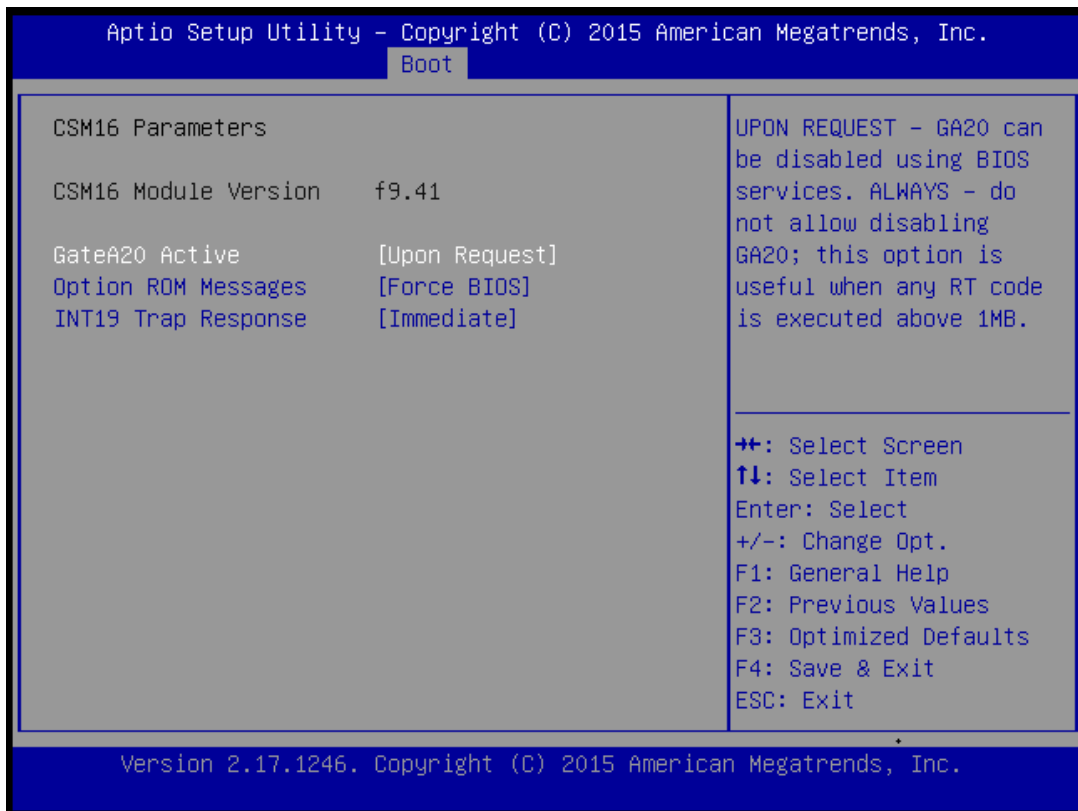 Aptio Setup Utility – Copyright (C) 2015 American Megatrends, Inc.
Boot
CSM16 Parameters
CSM16 Module Version f9.41
GateA20 Active [Upon Request]
Option ROM Messages [Force BIOS]
INT19 Trap Response [Immediate]
UPON REQUEST – GA20 can
be disabled using BIOS
services. ALWAYS – do
not allow disabling
GA20; this option is
useful when any RT code
is executed above 1MB.
→←: Select Screen
↑↓: Select Item
Enter: Select
+/-: Change Opt.
F1: General Help
F2: Previous Values
F3: Optimized Defaults
F4: Save & Exit
ESC: Exit
Version 2.17.1246. Copyright (C) 2015 American Megatrends, Inc.